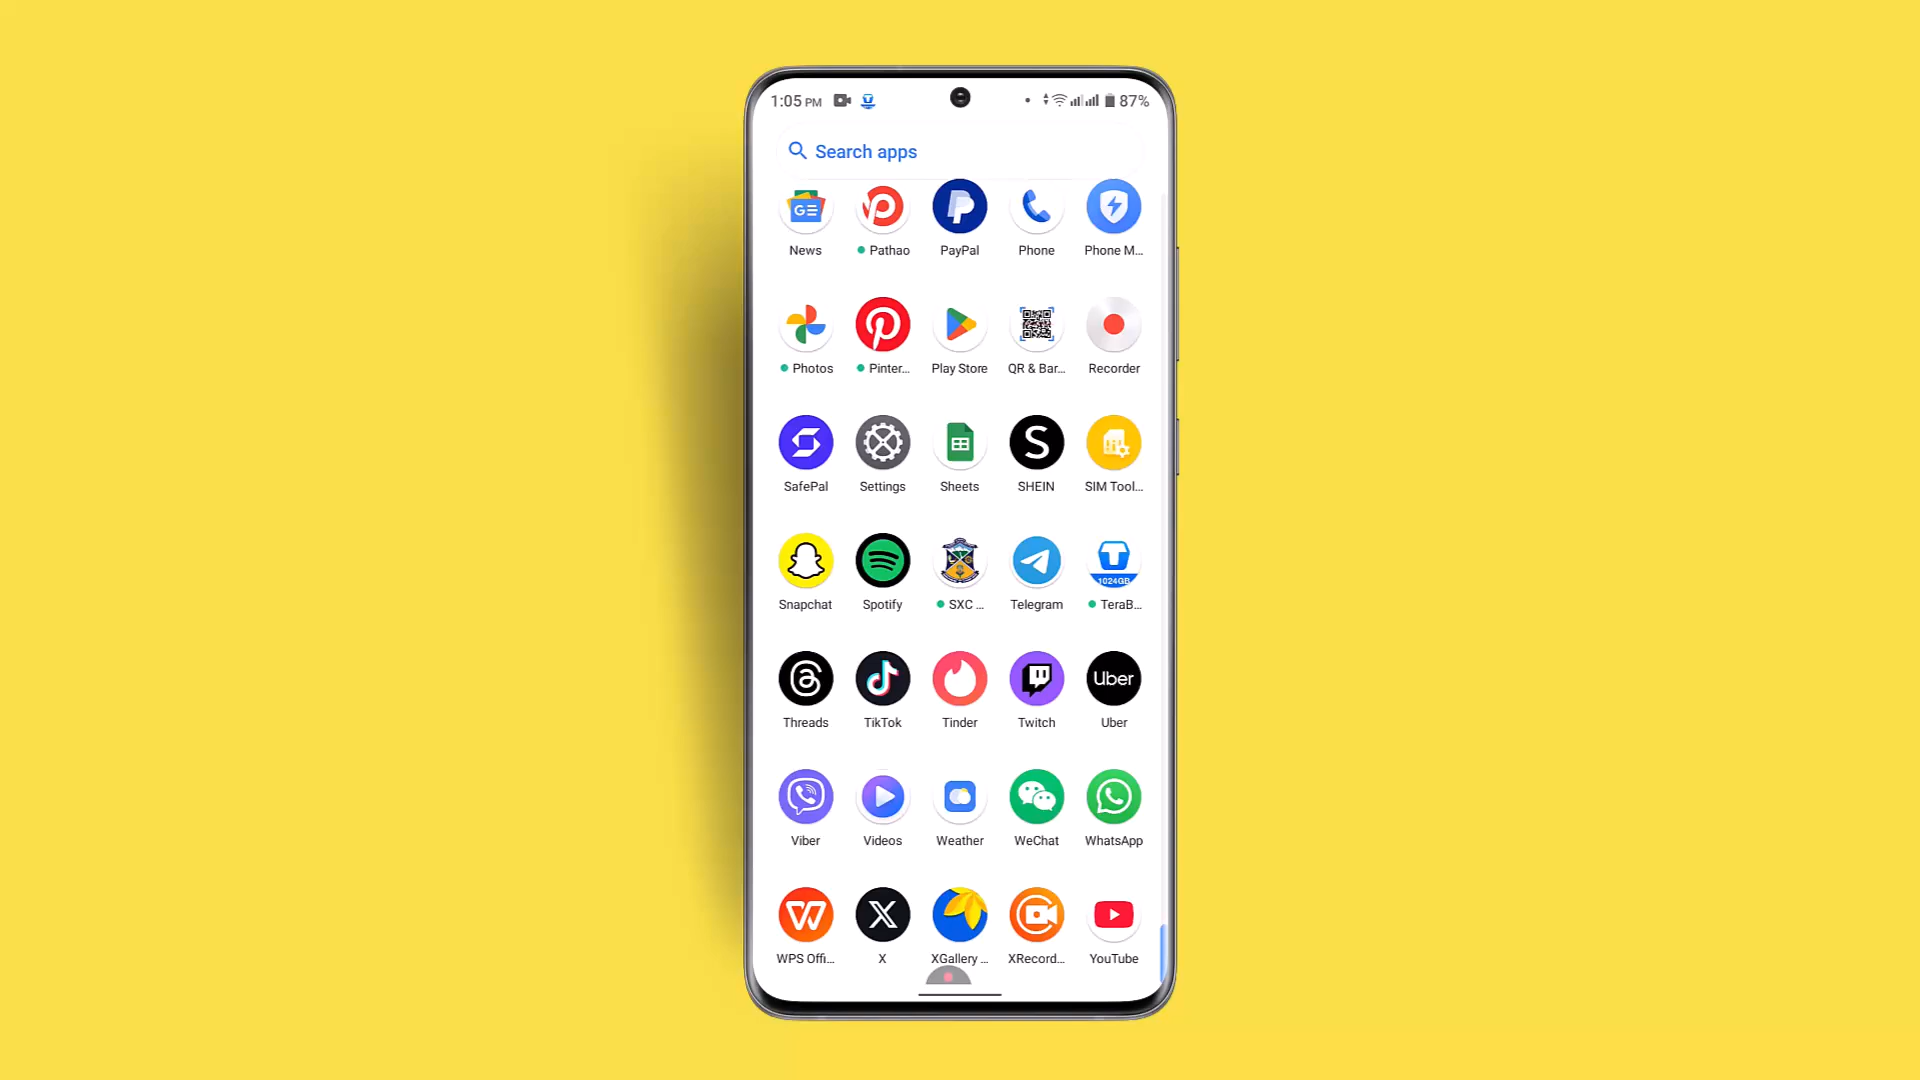 1:05 PM 87%
Search apps
GE
News Pathao PayPal Phone Phone M...
Photos Pinter... Play Store QR & Bar... Recorder
SafePal Settings Sheets SHEIN SIM Tool...
1024GB
Snapchat Spotify SXC ... Telegram TeraB...
Uber
Threads TikTok Tinder Twitch Uber
Viber Videos Weather WeChat WhatsApp
WPS Offi... X XGallery ... XRecord... YouTube